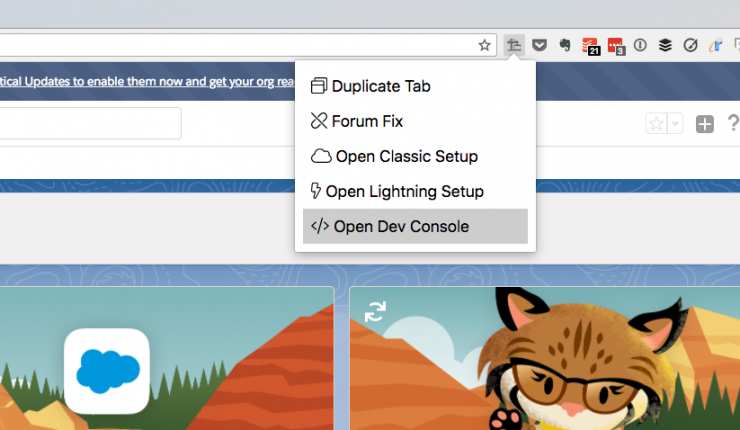 21
3
tical Updates to enable them now and get your org rea
Duplicate Tab
Forum Fix
Open Classic Setup
Open Lightning Setup
</> Open Dev Console
?